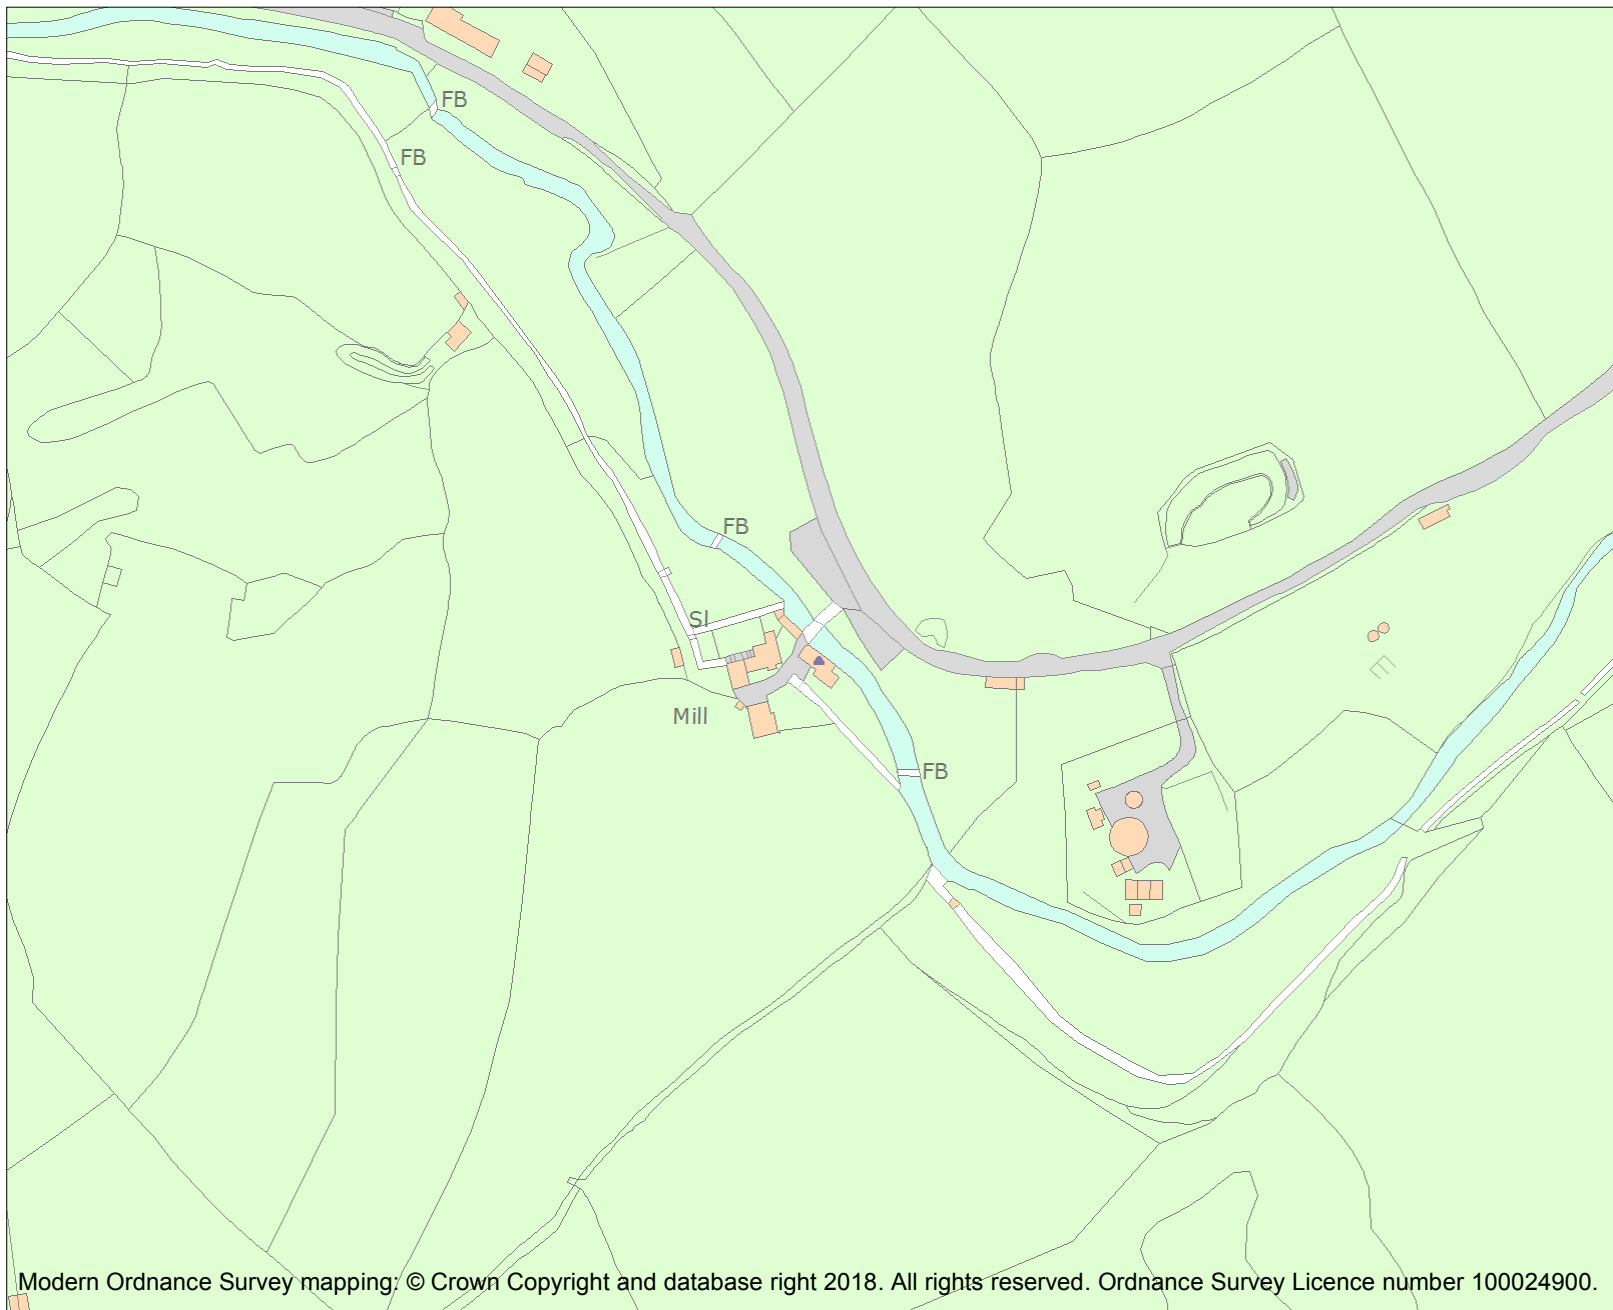 FB
FB
FB
Sl
Mill
FB
Modern Ordnance Survey mapping: © Crown Copyright and database right 2018. All rights reserved. Ordnance Survey Licence number 100024900.